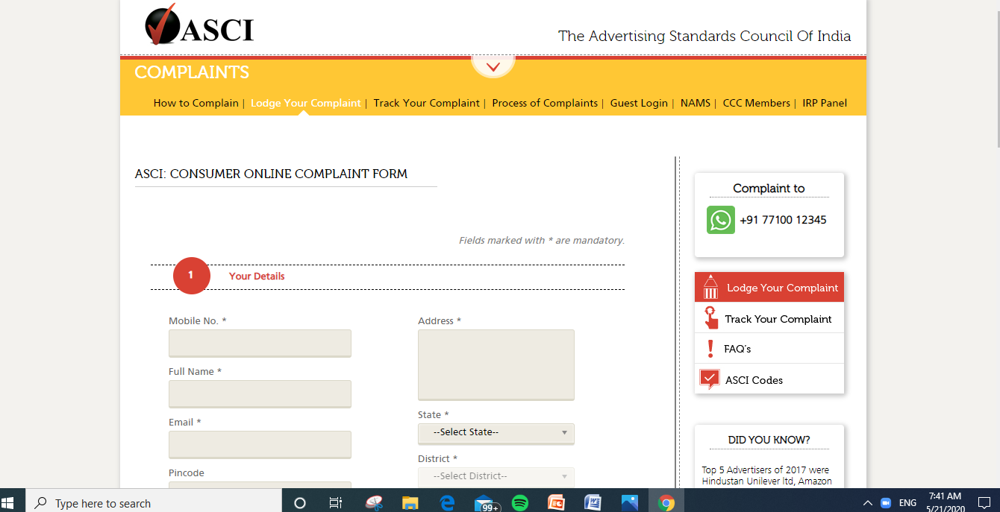 ASCI
The Advertising Standards Council Of India
COMPLAINTS
How to Complain | Lodge Your Complaint | Track Your Complaint | Process of Complaints | Guest Login | NAMS | CCC Members | IRP Panel
ASCI: CONSUMER ONLINE COMPLAINT FORM
Fields marked with * are mandatory.
1 Your Details
Mobile No. *
Full Name *
Email *
Pincode
Address *
State *
--Select State--
District *
--Select District--
Complaint to
+91 77100 12345
Lodge Your Complaint
Track Your Complaint
FAQ's
ASCI Codes
DID YOU KNOW?
Top 5 Advertisers of 2017 were
Hindustan Unilever ltd, Amazon
Type here to search
99+
ENG
7:41 AM
5/21/2020